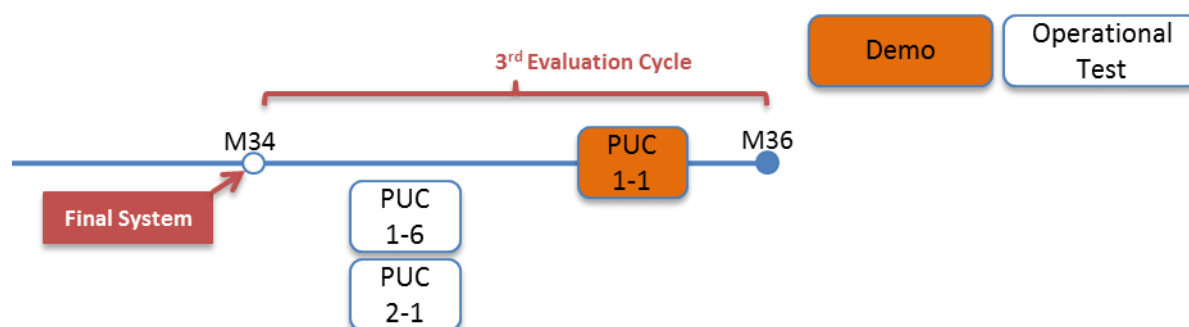 Demo
Operational
Test
3rd Evaluation Cycle
M34
M36
PUC
1-1
Final System
PUC
1-6
PUC
2-1